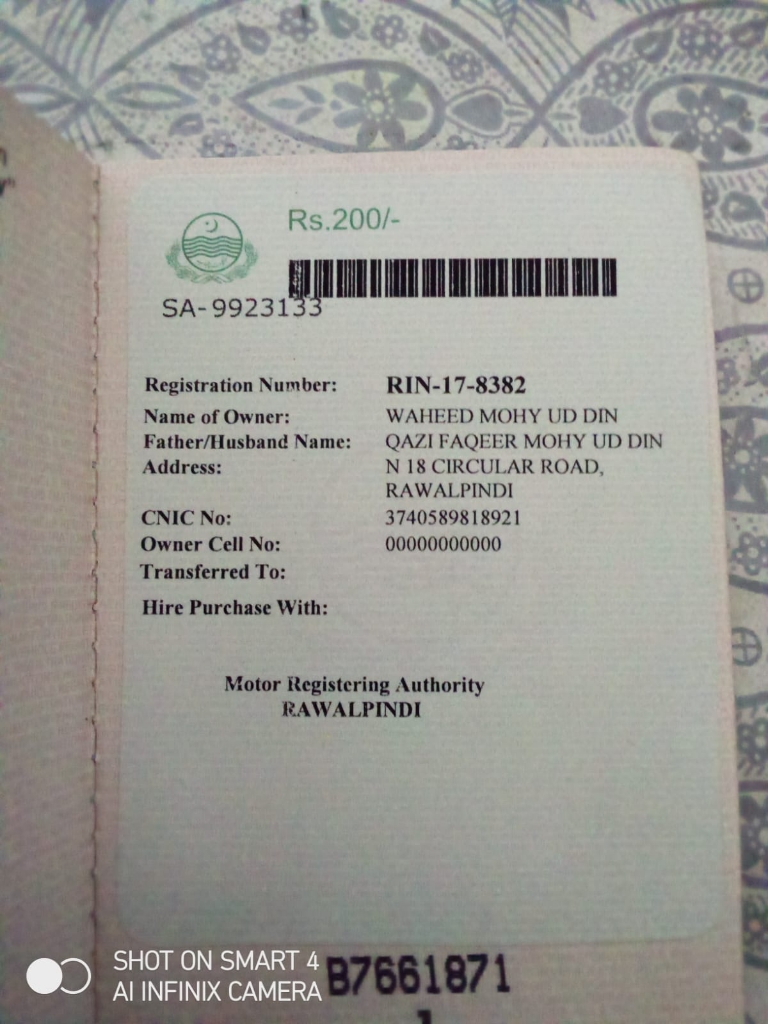 Rs.200/-
SA-9923133
Registration Number: RIN-17-8382
Name of Owner: WAHEED MOHY UD DIN
Father/Husband Name: QAZI FAQEER MOHY UD DIN
Address: N 18 CIRCULAR ROAD,
RAWALPINDI
CNIC No: 3740589818921
Owner Cell No: 00000000000
Transferred To:
Hire Purchase With:
Motor Registering Authority
RAWALPINDI
SHOT ON SMART 4
AI INFINIX CAMERA
B7661871